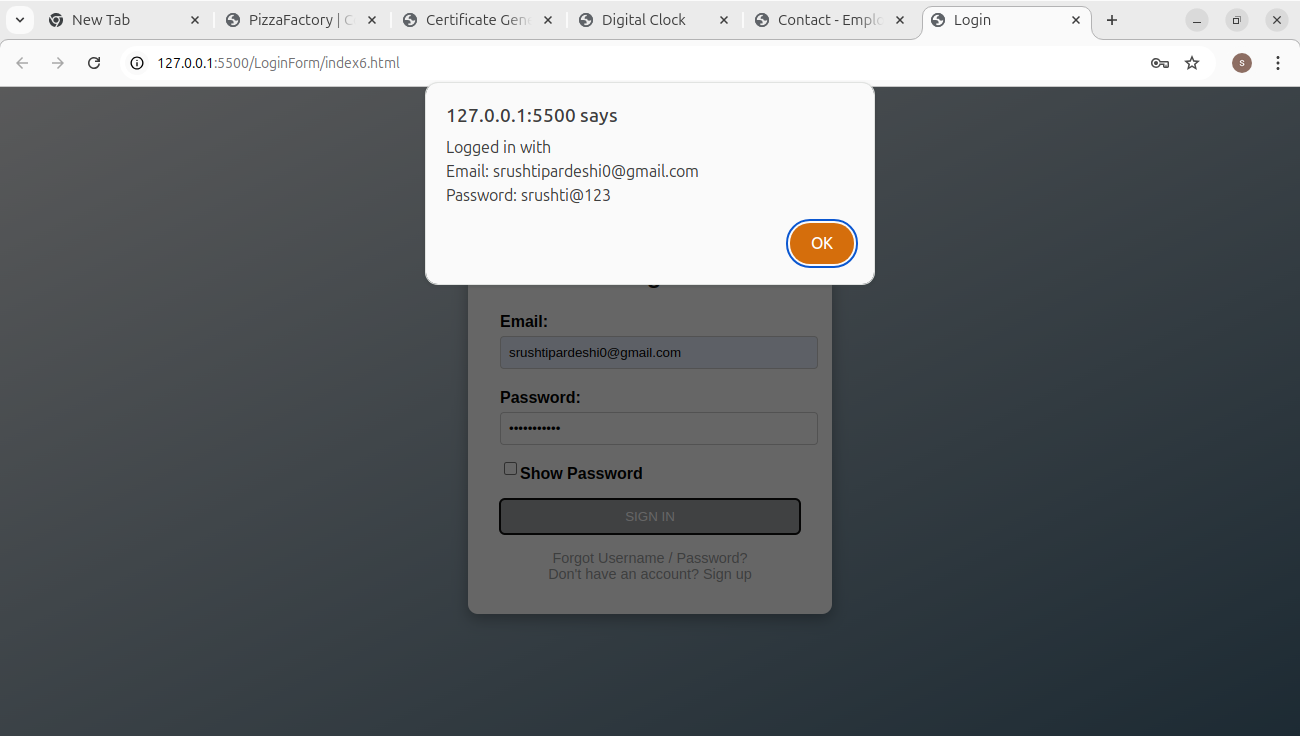 New Tab
PizzaFactory | C
Certificate Gen
Digital Clock
Contact - Emplo
Login
127.0.0.1:5500/LoginForm/index6.html
S
127.0.0.1:5500 says
Logged in with
Email: srushtipardeshi0@gmail.com
Password: srushti@123
OK
Email:
srushtipardeshi0@gmail.com
Password:
•••••••••••
Show Password
SIGN IN
Forgot Username / Password?
Don't have an account? Sign up